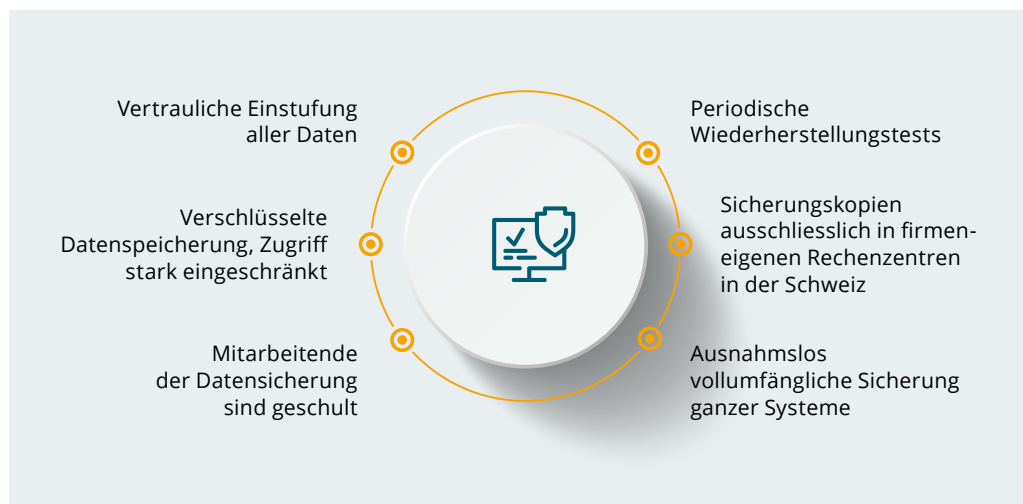 Vertrauliche Einstufung
aller Daten
Verschlüsselte
Datenspeicherung, Zugriff
stark eingeschränkt
Mitarbeitende
der Datensicherung
sind geschult
Periodische
Wiederherstellungstests
Sicherungskopien
ausschliesslich in firmen-
eigenen Rechenzentren
in der Schweiz
Ausnahmslos
vollumfängliche Sicherung
ganzer Systeme